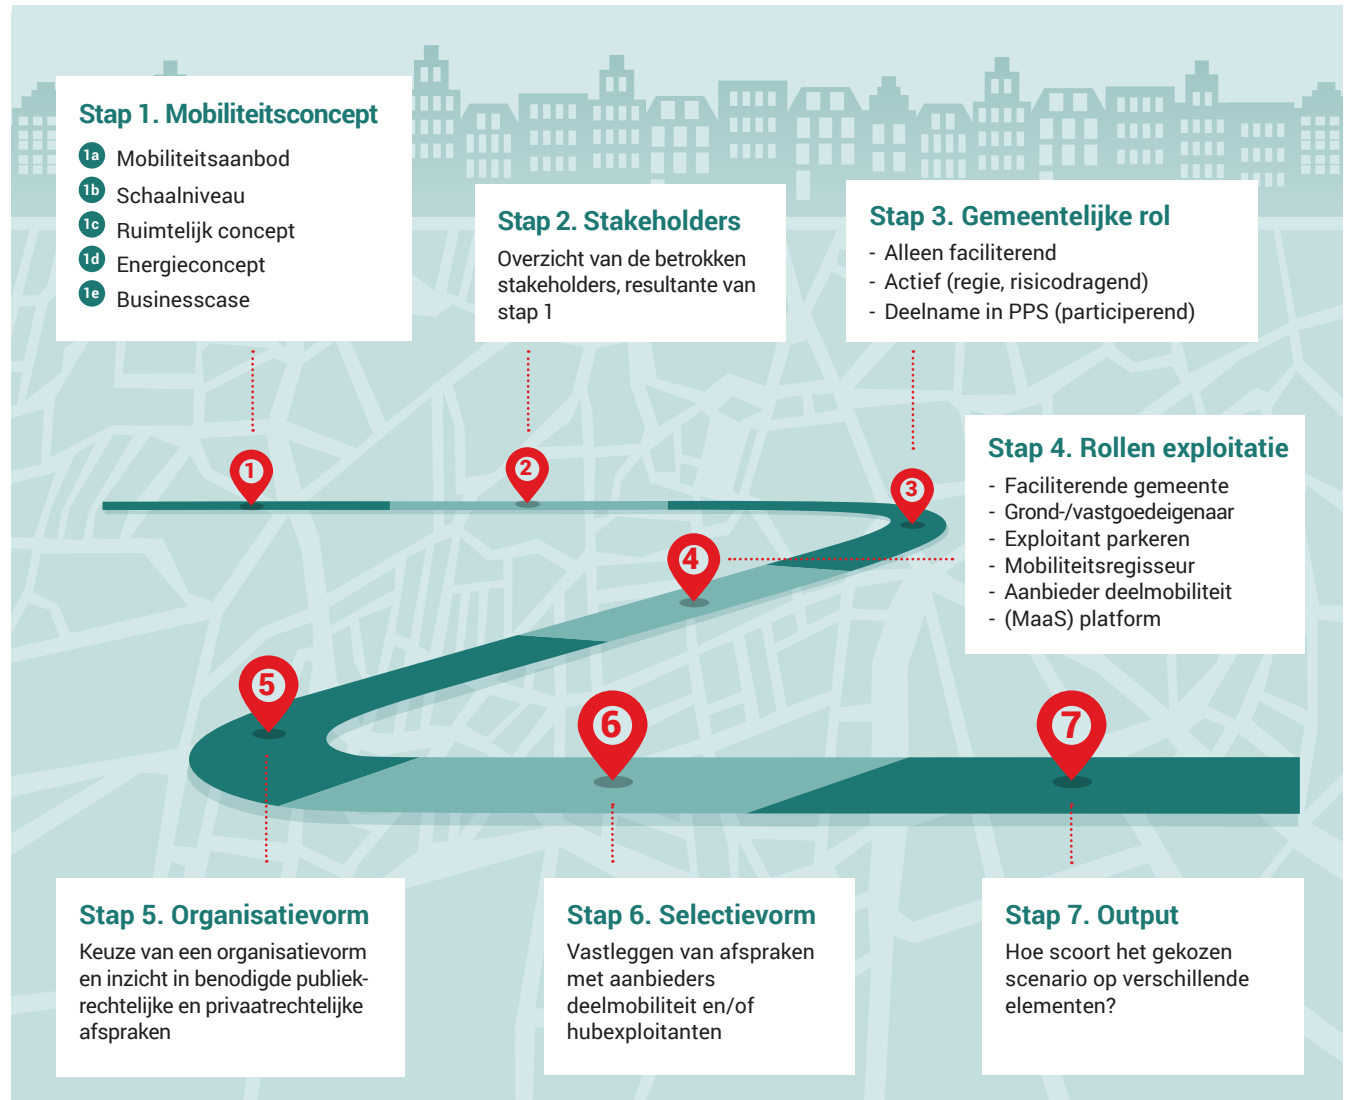 Stap 1. Mobiliteitsconcept
1a Mobiliteitsaanbod
1b Schaalniveau
1c Ruimtelijk concept
1d Energieconcept
1e Businesscase
Stap 2. Stakeholders
Overzicht van de betrokken
stakeholders, resultante van
stap 1
Stap 3. Gemeentelijke rol
- Alleen faciliterend
- Actief (regie, risicodragend)
- Deelname in PPS (participerend)
Stap 4. Rollen exploitatie
- Faciliterende gemeente
- Grond-/vastgoedeigenaar
- Exploitant parkeren
- Mobiliteitsregisseur
- Aanbieder deelmobiliteit
- (MaaS) platform
1
2
3
4
5
6
7
Stap 5. Organisatievorm
Keuze van een organisatievorm
en inzicht in benodigde publiek-
rechtelijke en privaatrechtelijke
afspraken
Stap 6. Selectievorm
Vastleggen van afspraken
met aanbieders
deelmobiliteit en/of
hubexploitanten
Stap 7. Output
Hoe scoort het gekozen
scenario op verschillende
elementen?